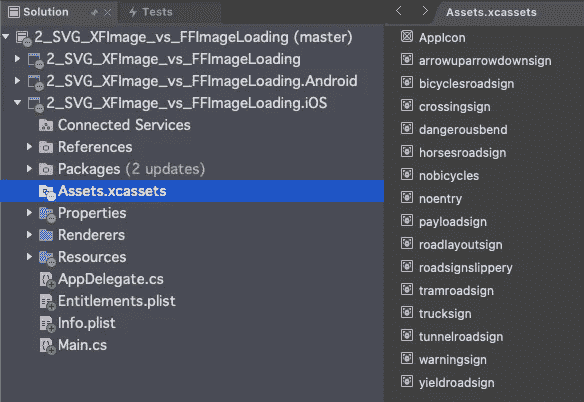 Solution
Tests
2_SVG_XFImage_vs_FFImageLoading (master)
2_SVG_XFImage_vs_FFImageLoading
2_SVG_XFImage_vs_FFImageLoading.Android
2_SVG_XFImage_vs_FFImageLoading.iOS
Connected Services
References
Packages (2 updates)
Assets.xcassets
Properties
Renderers
Resources
AppDelegate.cs
Entitlements.plist
Info.plist
Main.cs
Assets.xcassets
AppIcon
arrowuparrowdownsign
bicyclesroadsign
crossingsign
dangerousbend
horsesroadsign
nobicycles
noentry
payloadsign
roadlayoutsign
roadsignslippery
tramroadsign
trucksign
tunnelroadsign
warningsign
yieldroadsign